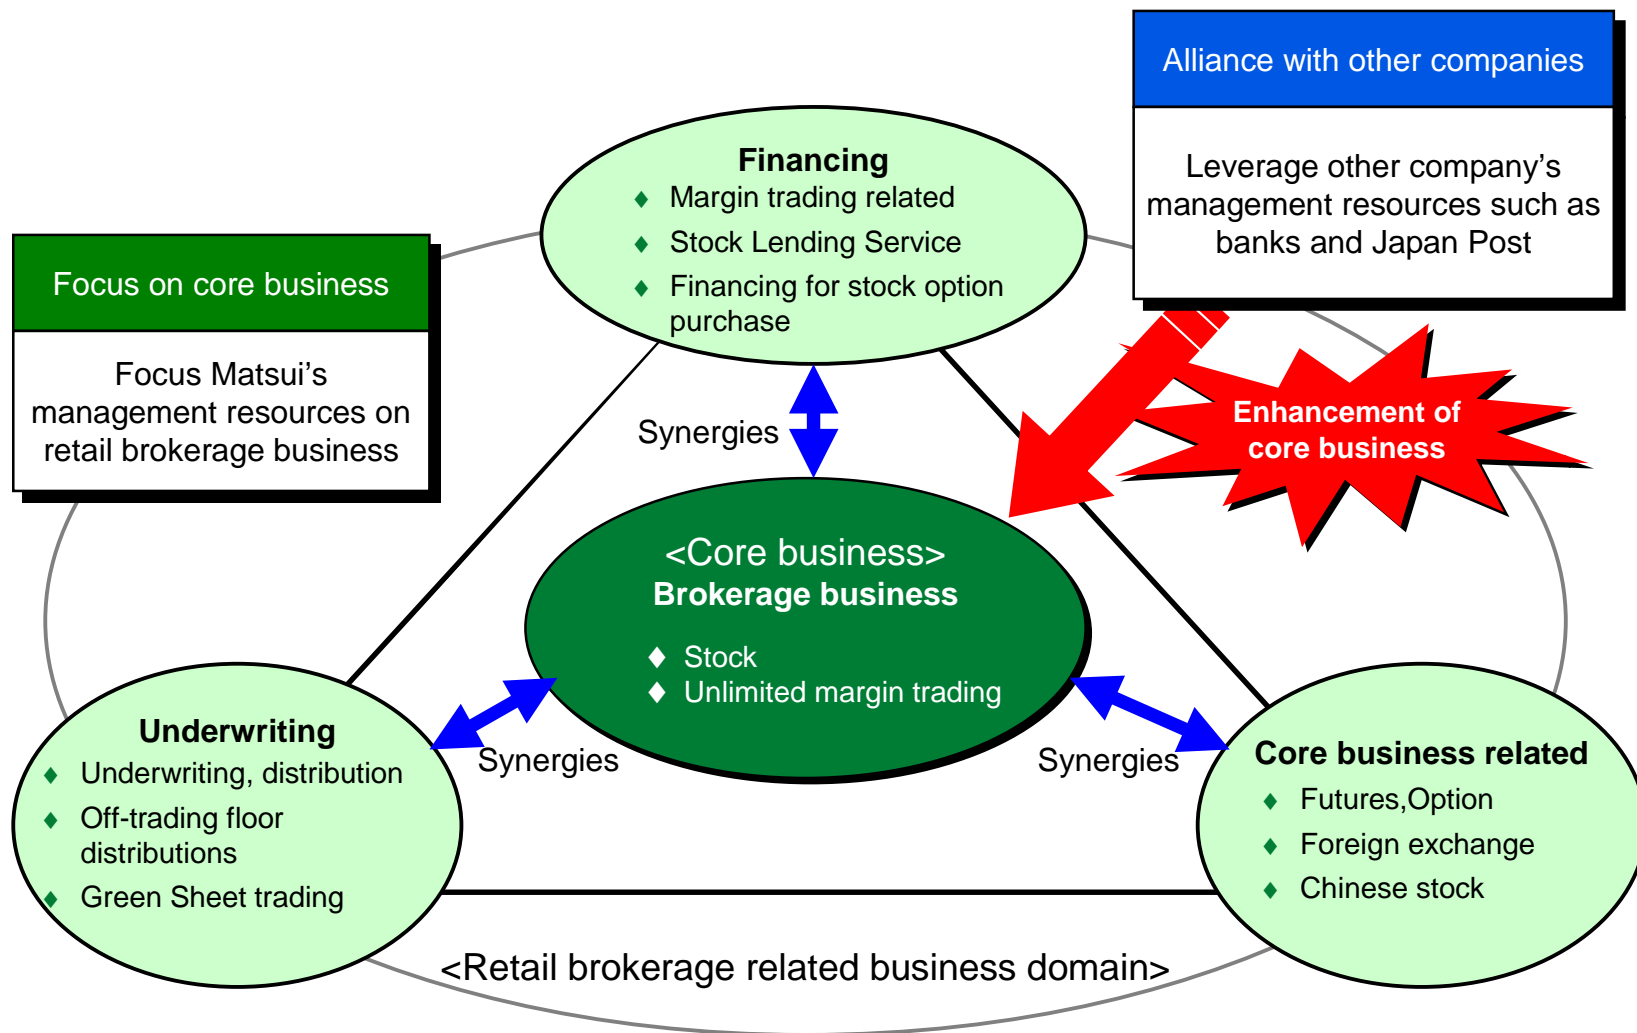 Alliance with other companies
Leverage other company’s
management resources such as
banks and Japan Post
Financing
♦ Margin trading related
♦ Stock Lending Service
♦ Financing for stock option
purchase
Focus on core business
Focus Matsui’s
management resources on
retail brokerage business
Enhancement of
core business
Synergies
<Core business>
Brokerage business
♦ Stock
♦ Unlimited margin trading
Underwriting
♦ Underwriting, distribution
♦ Off-trading floor
distributions
♦ Green Sheet trading
Synergies
Synergies
Core business related
♦ Futures,Option
♦ Foreign exchange
♦ Chinese stock
<Retail brokerage related business domain>